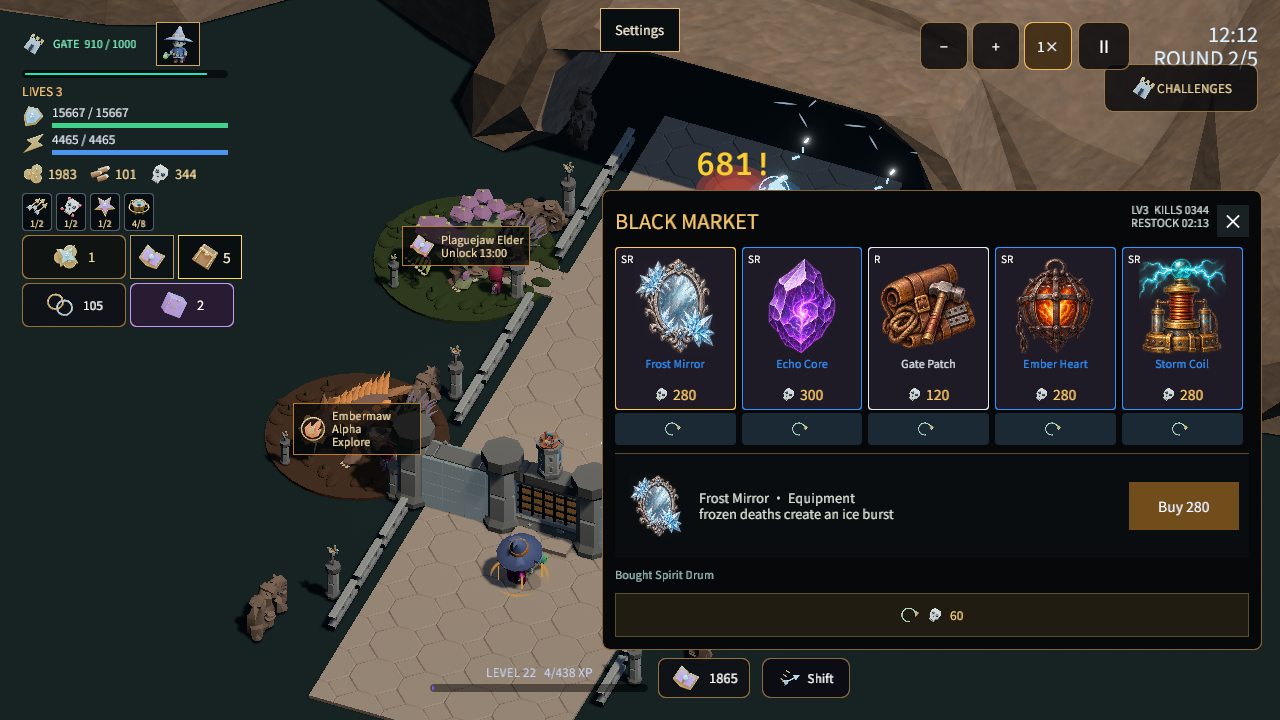 GATE 910 / 1000
Settings
−
+
1×
12:12
ROUND 2/5
CHALLENGES
LIVES 3
15667 / 15667
4465 / 4465
1983
101
344
1/2
1/2
1/2
4/8
1
5
105
2
681!
Plaguejaw Elder
Unlock 13:00
Embermaw
Alpha
Explore
BLACK MARKET
LV3 KILLS 0344
RESTOCK 02:13
SR
SR
R
SR
SR
Frost Mirror
Echo Core
Gate Patch
Ember Heart
Storm Coil
280
300
120
280
280
Frost Mirror • Equipment
frozen deaths create an ice burst
Buy 280
Bought Spirit Drum
60
LEVEL 22 4/438 XP
1865
Shift